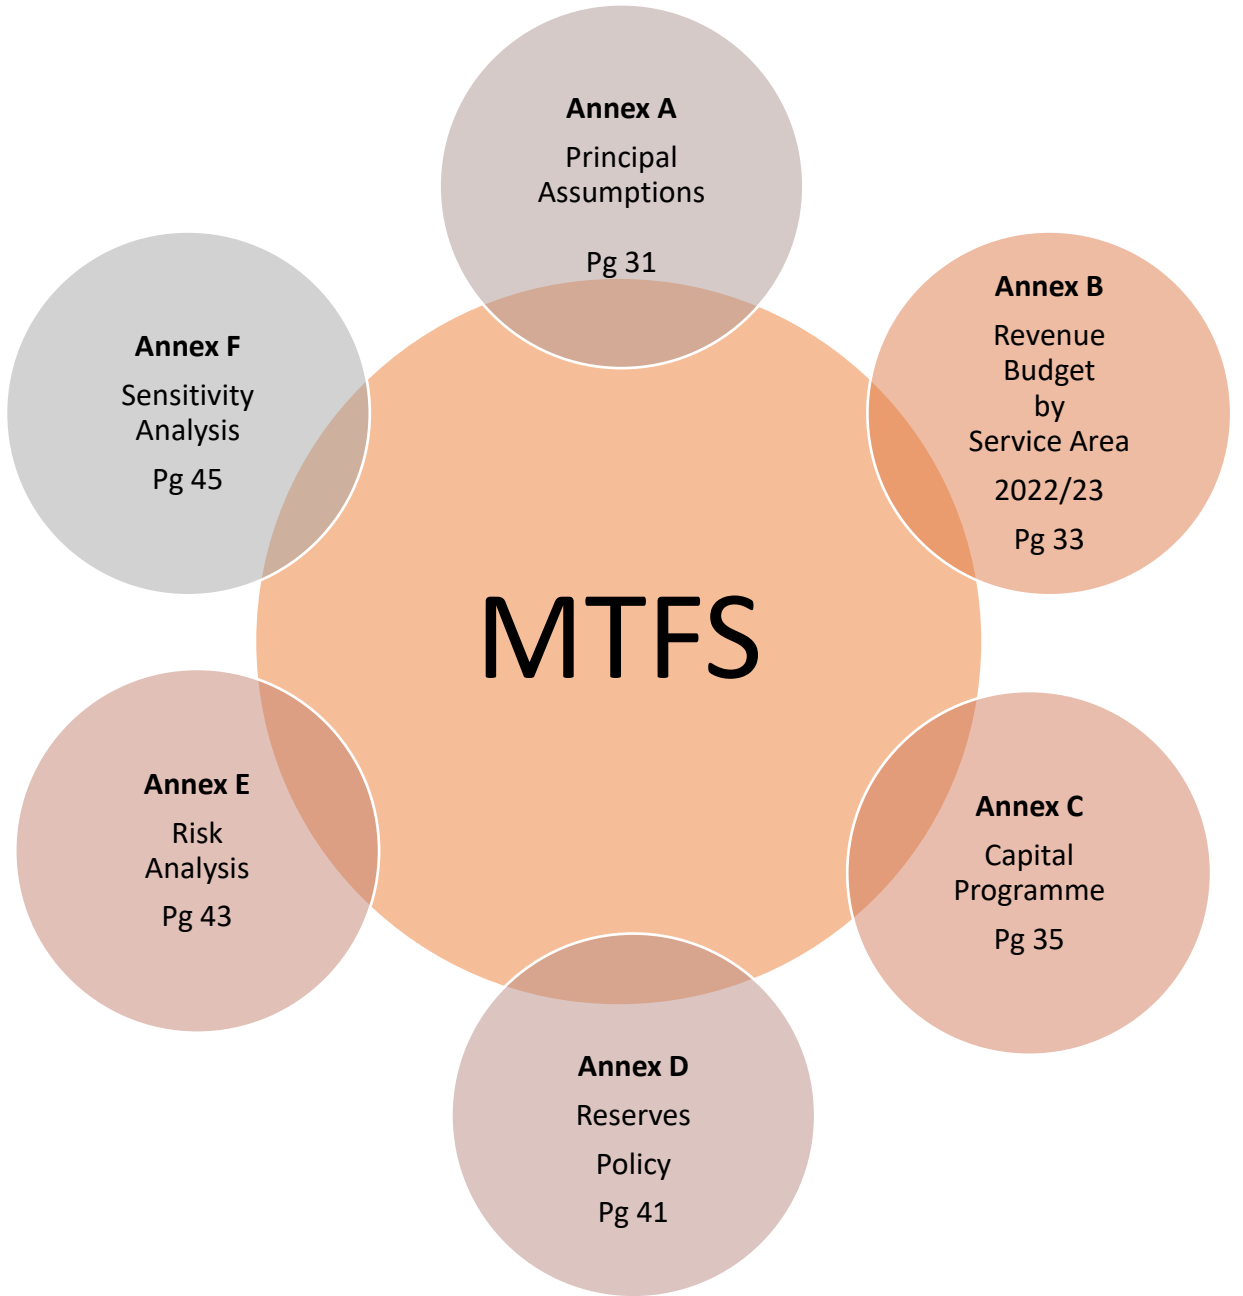 Annex A
Principal
Assumptions
Pg 31
Annex B
Revenue
Budget
by
Service Area
2022/23
Pg 33
Annex C
Capital
Programme
Pg 35
Annex D
Reserves
Policy
Pg 41
Annex E
Risk
Analysis
Pg 43
Annex F
Sensitivity
Analysis
Pg 45
MTFS